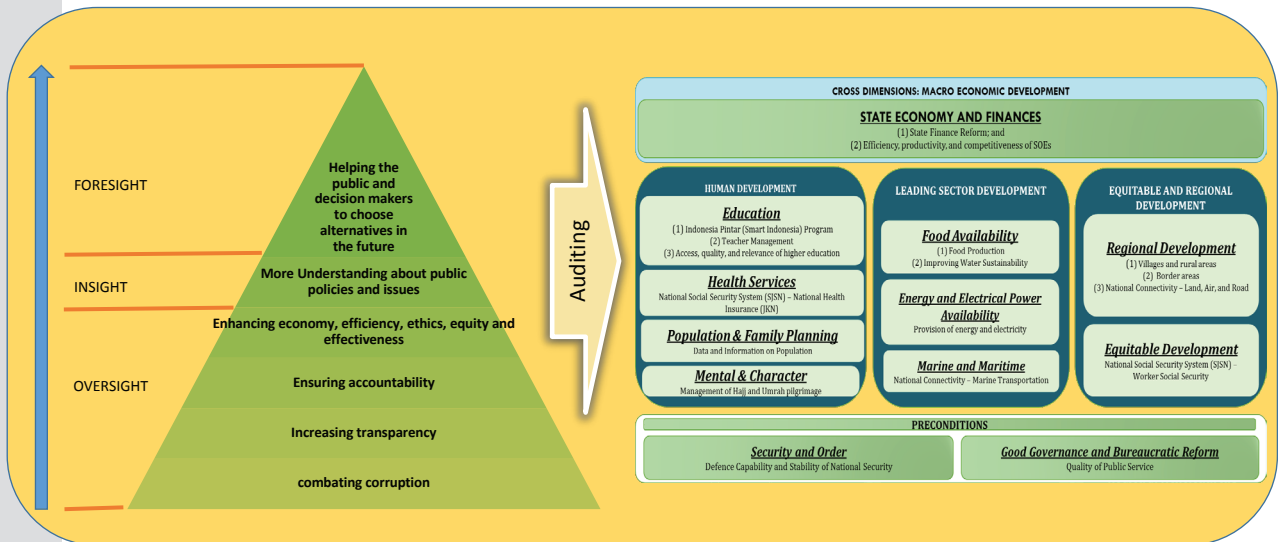 FORESIGHT
INSIGHT
OVERSIGHT
Helping the
public and
decision makers
to choose
alternatives in
the future
More Understanding about public
policies and issues
Enhancing economy, efficiency, ethics, equity and
effectiveness
Ensuring accountability
Increasing transparency
combating corruption
Auditing
CROSS DIMENSIONS: MACRO ECONOMIC DEVELOPMENT
STATE ECONOMY AND FINANCES
(1) State Finance Reform; and
(2) Efficiency, productivity, and competitiveness of SOEs
HUMAN DEVELOPMENT
Education
(1) Indonesia Pintar (Smart Indonesia) Program
(2) Teacher Management
(3) Access, quality, and relevance of higher education
Health Services
National Social Security System (SJSN) – National Health
Insurance (JKN)
Population & Family Planning
Data and Information on Population
Mental & Character
Management of Hajj and Umrah pilgrimage
LEADING SECTOR DEVELOPMENT
Food Availability
(1) Food Production
(2) Improving Water Sustainability
Energy and Electrical Power
Availability
Provision of energy and electricity
Marine and Maritime
National Connectivity – Marine Transportation
EQUITABLE AND REGIONAL
DEVELOPMENT
Regional Development
(1) Villages and rural areas
(2) Border areas
(3) National Connectivity – Land, Air, and Road
Equitable Development
National Social Security System (SJSN) –
Worker Social Security
PRECONDITIONS
Security and Order
Defence Capability and Stability of National Security
Good Governance and Bureaucratic Reform
Quality of Public Service